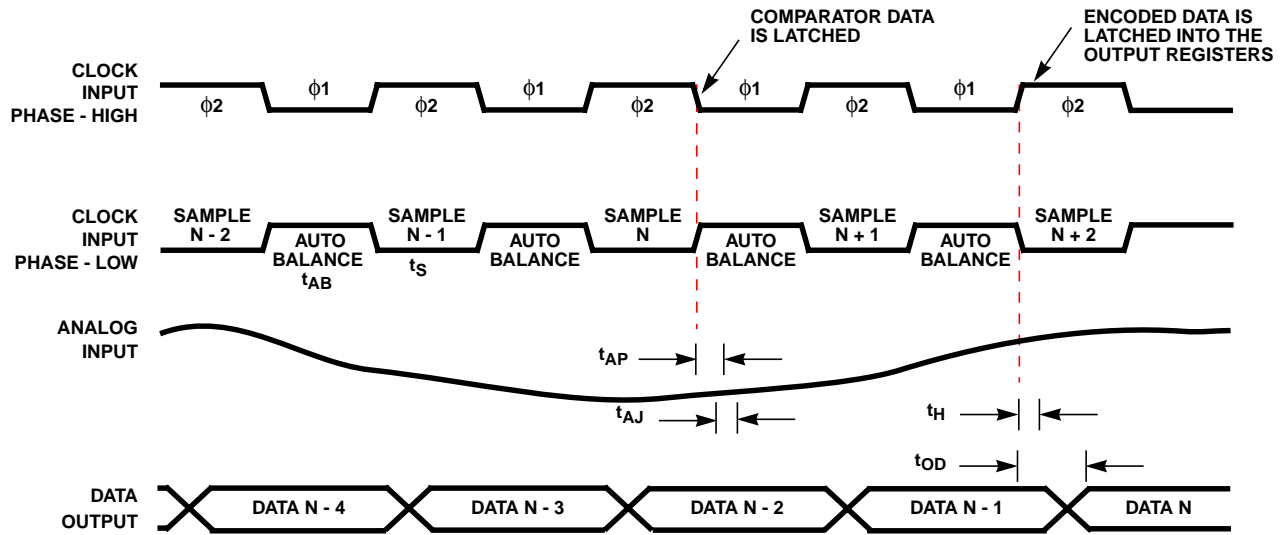 COMPARATOR DATA
IS LATCHED
ENCODED DATA IS
LATCHED INTO THE
OUTPUT REGISTERS
CLOCK
INPUT
PHASE - HIGH
ϕ2
ϕ1
ϕ2
ϕ1
ϕ2
ϕ1
ϕ2
ϕ1
ϕ2
CLOCK
INPUT
PHASE - LOW
SAMPLE
N - 2
AUTO
BALANCE
tAB
SAMPLE
N - 1
tS
AUTO
BALANCE
SAMPLE
N
AUTO
BALANCE
SAMPLE
N + 1
AUTO
BALANCE
SAMPLE
N + 2
ANALOG
INPUT
tAP
tAJ
tH
tOD
DATA
OUTPUT
DATA N - 4
DATA N - 3
DATA N - 2
DATA N - 1
DATA N